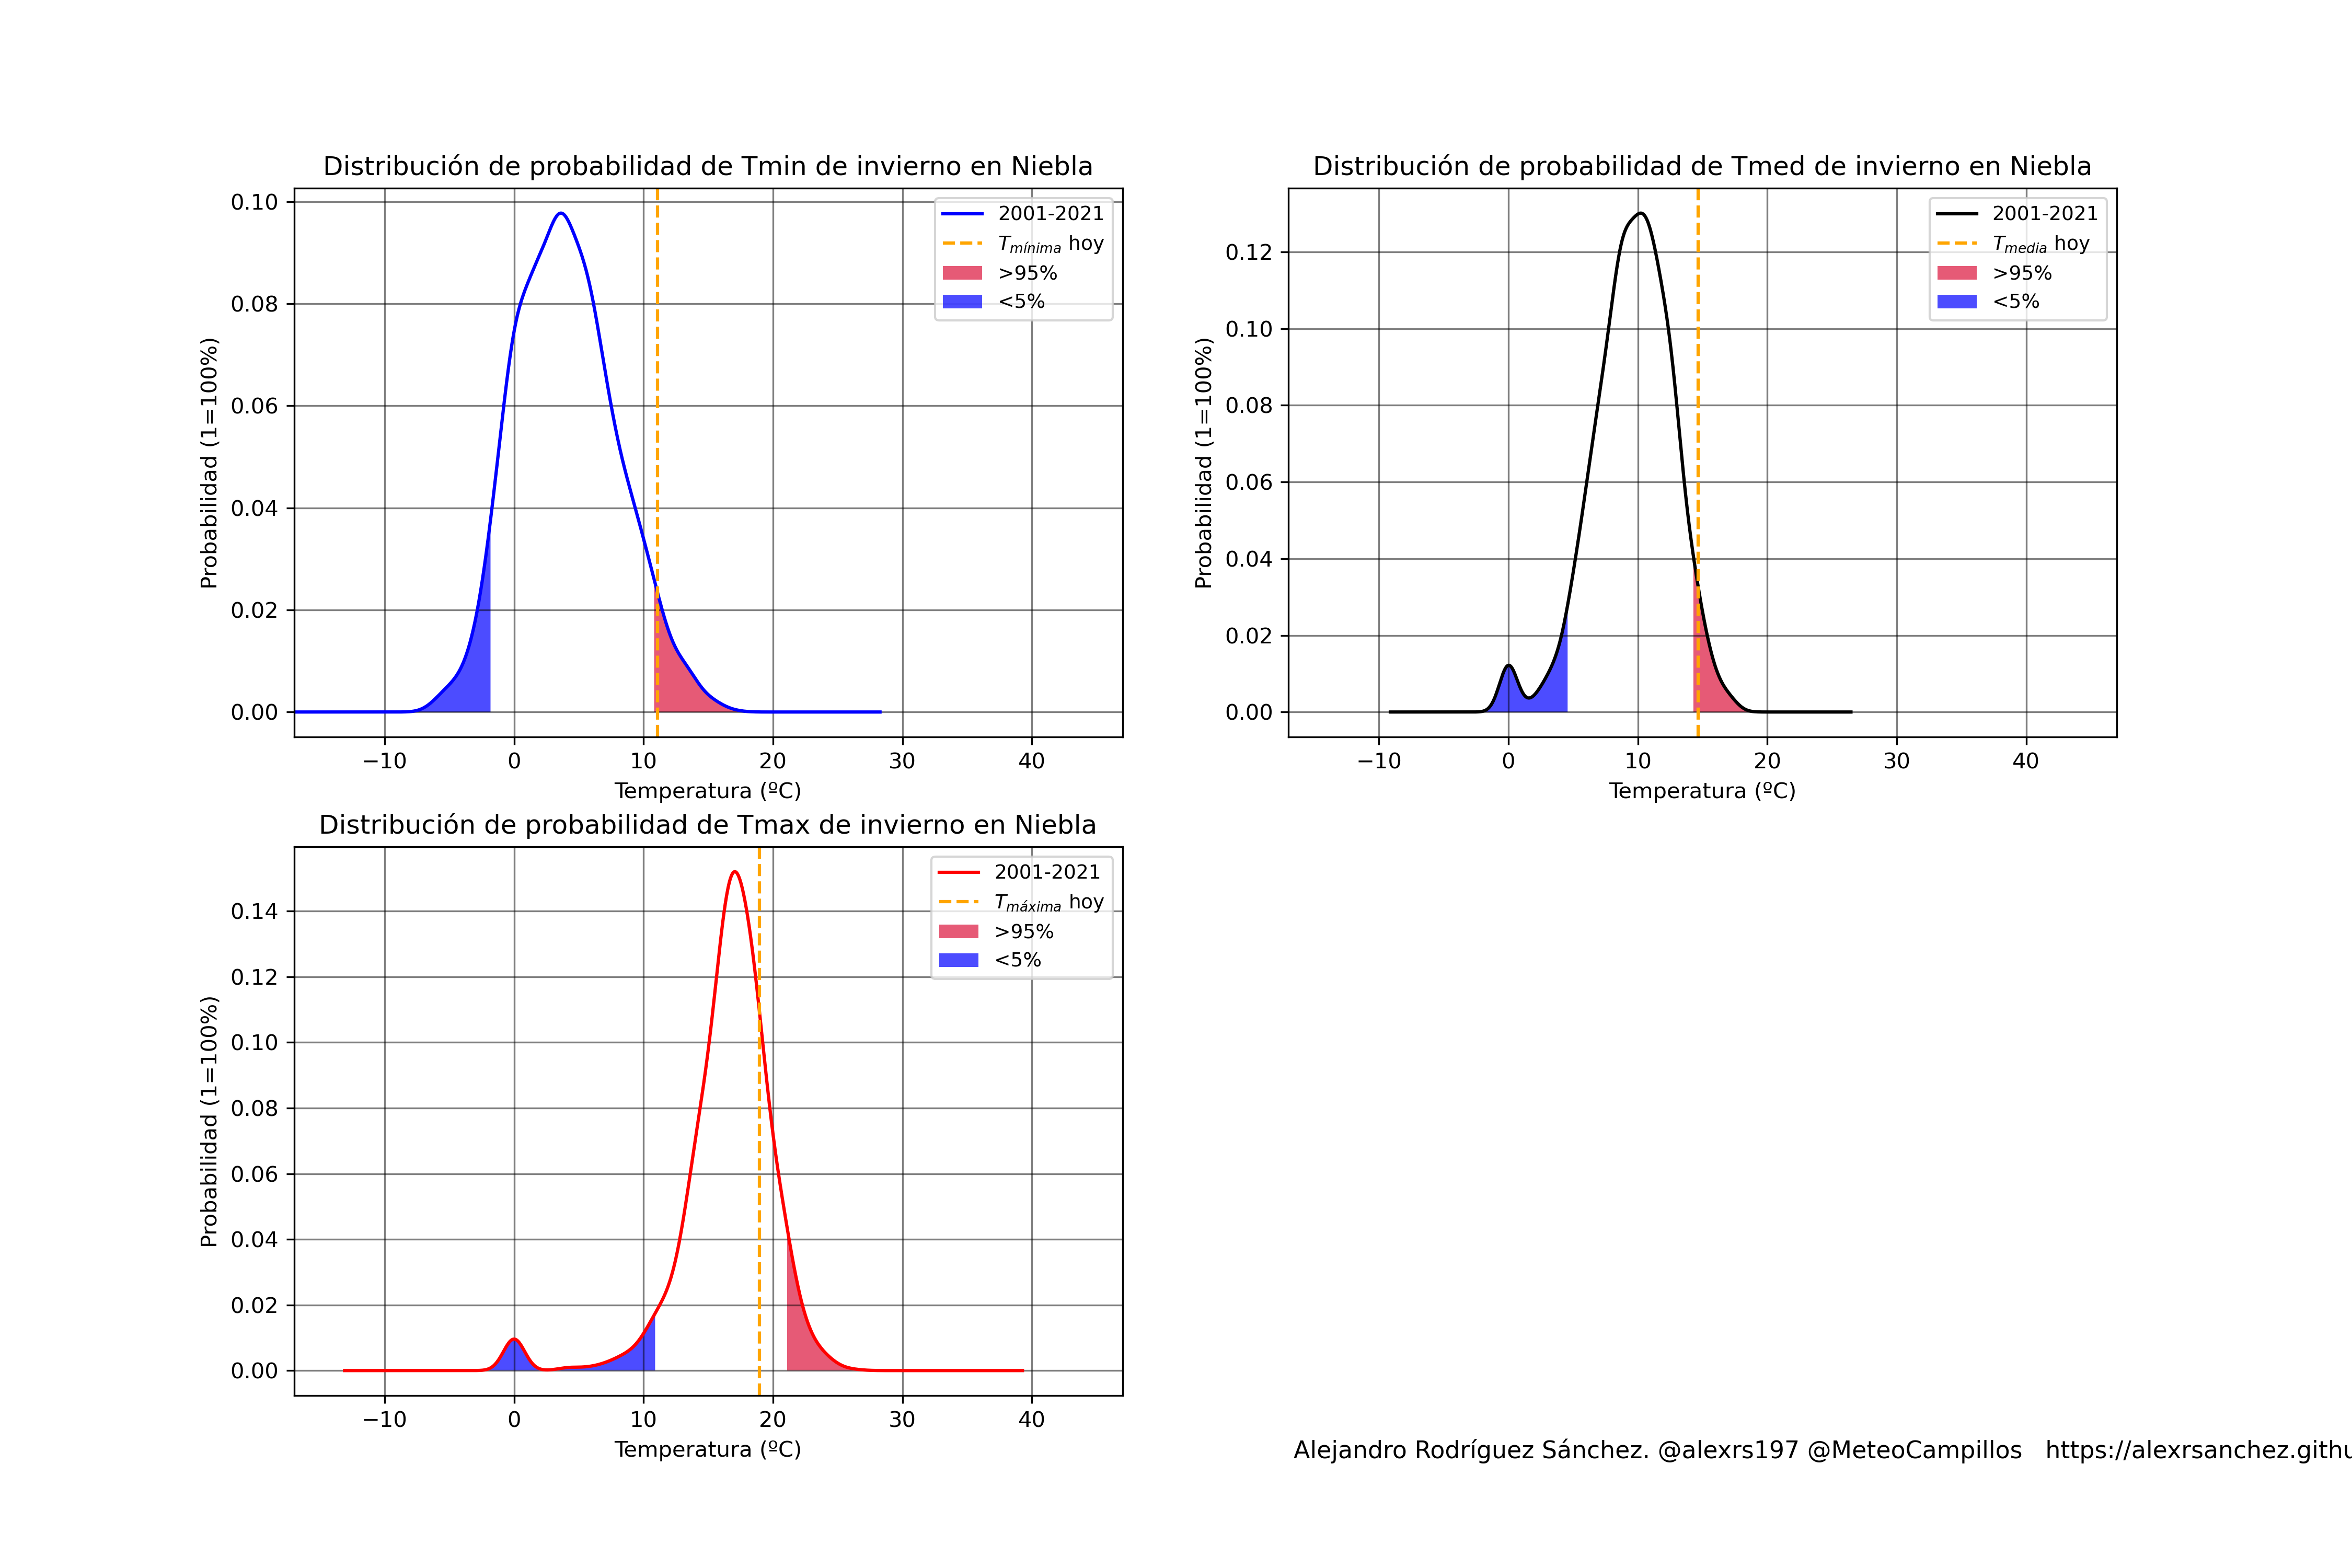 Distribución de probabilidad de Tmin de invierno en Niebla
Probabilidad (1=100%)
0.10
0.08
0.06
0.04
0.02
0.00
2001-2021
Tmínima hoy
>95%
<5%
−10 0 10 20 30 40
Temperatura (ºC)
Distribución de probabilidad de Tmed de invierno en Niebla
Probabilidad (1=100%)
0.12
0.10
0.08
0.06
0.04
0.02
0.00
2001-2021
Tmedia hoy
>95%
<5%
−10 0 10 20 30 40
Temperatura (ºC)
Distribución de probabilidad de Tmax de invierno en Niebla
Probabilidad (1=100%)
0.14
0.12
0.10
0.08
0.06
0.04
0.02
0.00
2001-2021
Tmáxima hoy
>95%
<5%
−10 0 10 20 30 40
Temperatura (ºC)
Alejandro Rodríguez Sánchez. @alexrs197 @MeteoCampillos https://alexrsanchez.githu